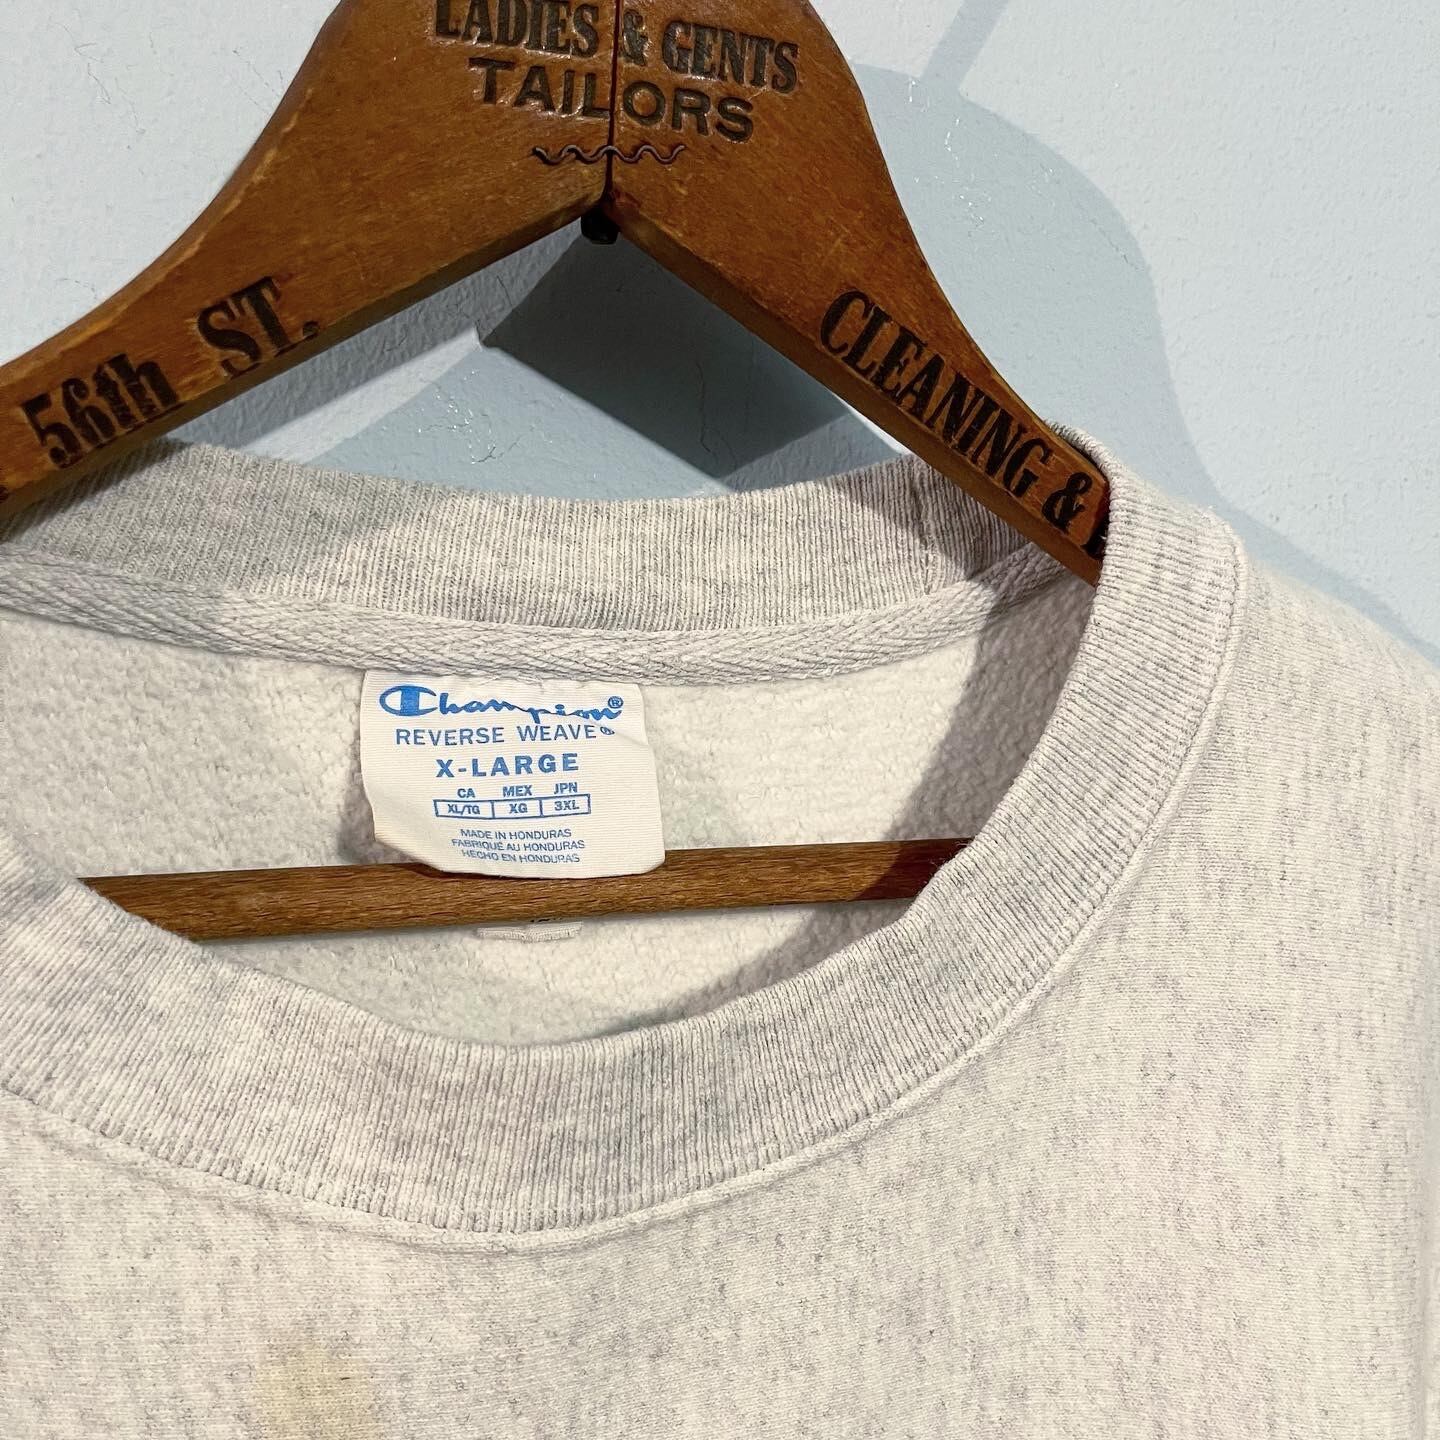 LADIES & GENTS
TAILORS
56th ST.
CLEANING &
Champion®
REVERSE WEAVE®
X-LARGE
CA MEX JPN
XL/TG XG 3XL
MADE IN HONDURAS
FABRIQUÉ AU HONDURAS
HECHO EN HONDURAS